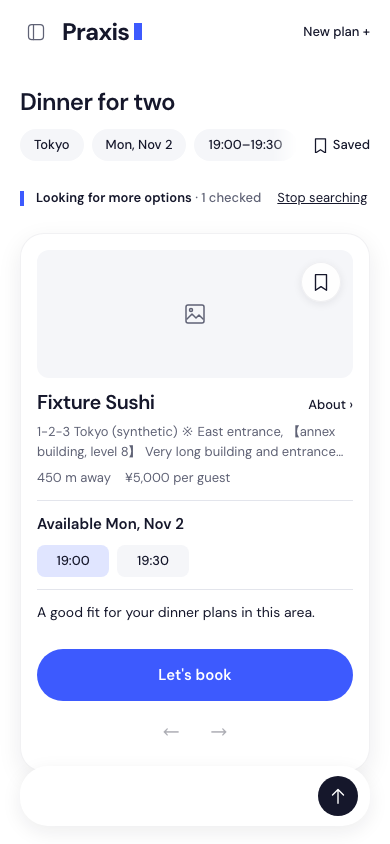 Praxis
New plan +
Dinner for two
Tokyo
Mon, Nov 2
19:00–19:30
Saved
Looking for more options · 1 checked
Stop searching
Fixture Sushi
About ›
1-2-3 Tokyo (synthetic) ※ East entrance, 【annex
building, level 8】 Very long building and entrance…
450 m away ¥5,000 per guest
Available Mon, Nov 2
19:00
19:30
A good fit for your dinner plans in this area.
Let's book
← →